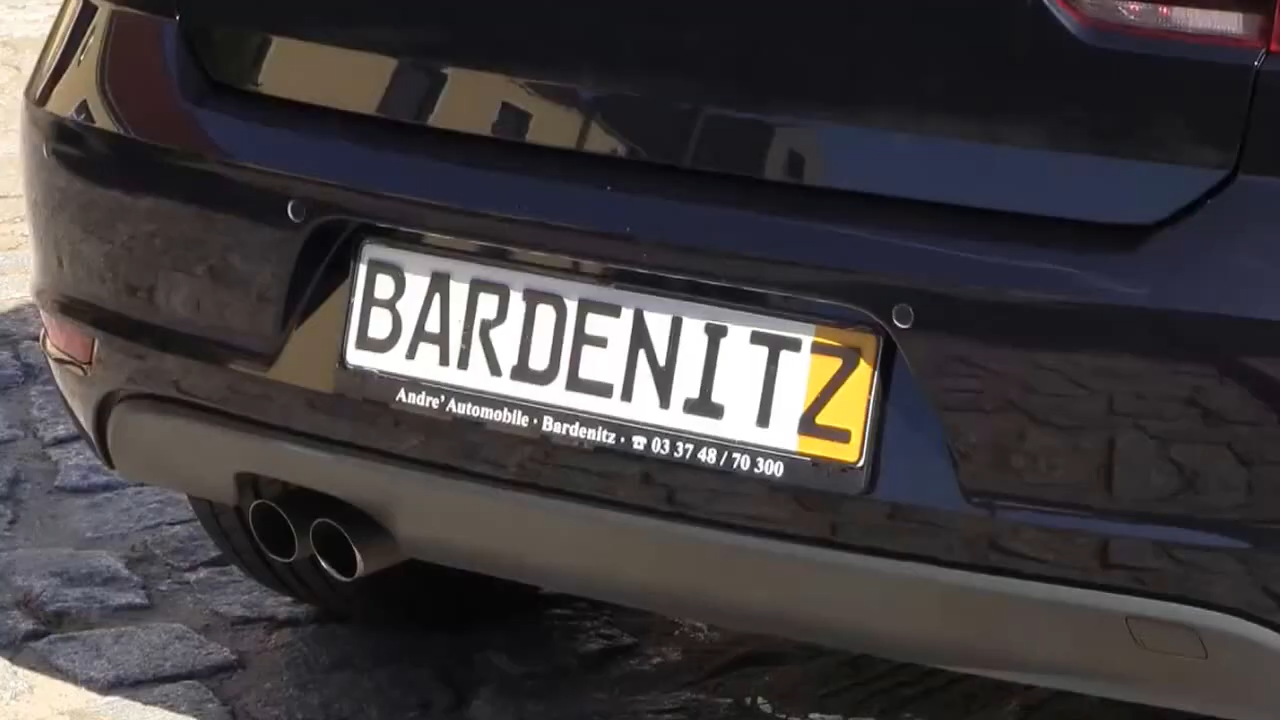 BARDENITZ
Andre' Automobile · Bardenitz · ☎ 03 37 48 / 70 300